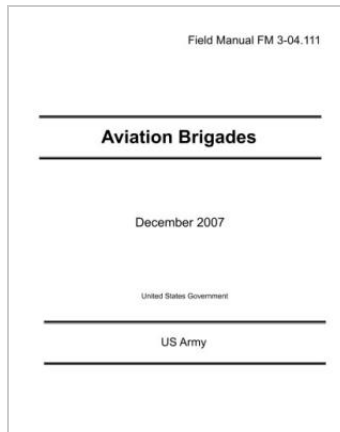 Field Manual FM 3-04.111
Aviation Brigades
December 2007
United States Government
US Army